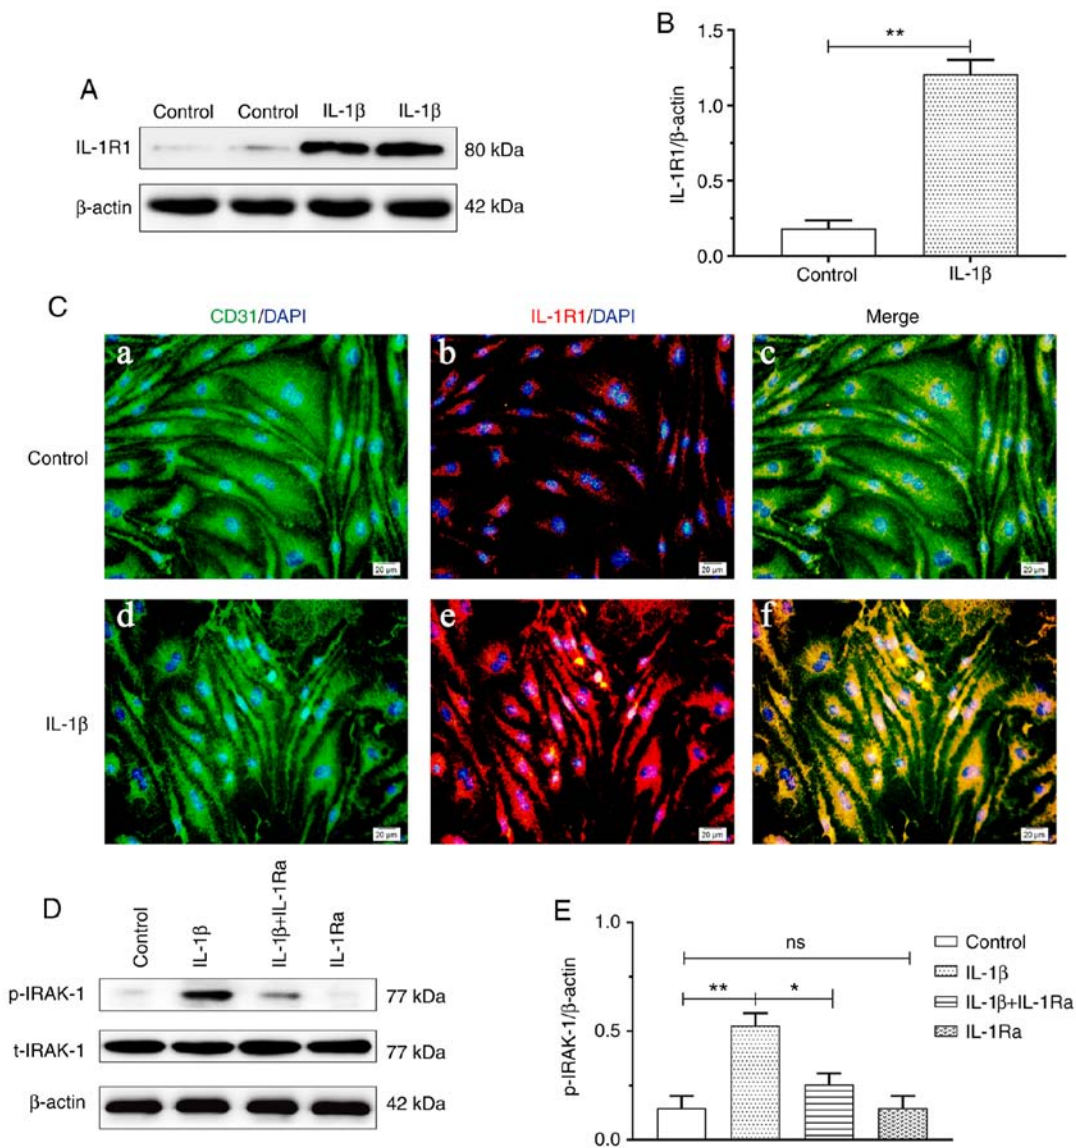 A
Control Control IL-1β IL-1β
IL-1R1 80 kDa
β-actin 42 kDa
B
**
1.5
1.0
0.5
0.0
IL-1R1/β-actin
Control IL-1β
C
CD31/DAPI IL-1R1/DAPI Merge
Control
a b c
20 μm 20 μm 20 μm
IL-1β
d e f
20 μm 20 μm 20 μm
D
Control IL-1β IL-1β+IL-1Ra IL-1Ra
p-IRAK-1 77 kDa
t-IRAK-1 77 kDa
β-actin 42 kDa
E
1.0
0.5
0.0
p-IRAK-1/β-actin
ns
** *
Control
IL-1β
IL-1β+IL-1Ra
IL-1Ra